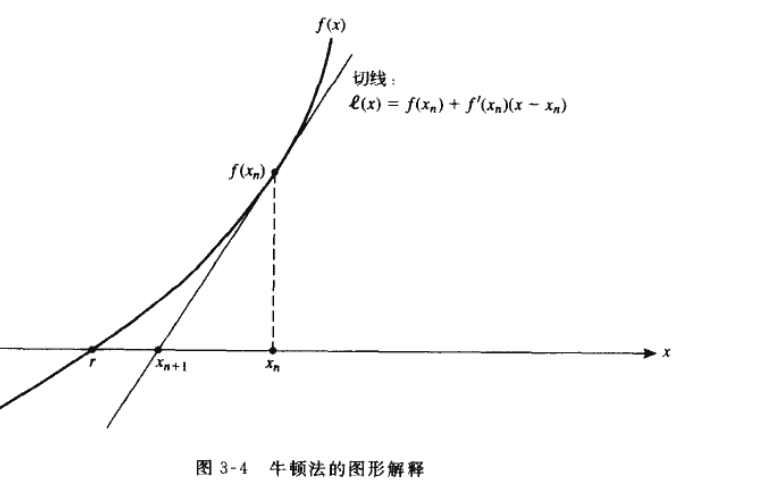 f(x)
切线：
ℓ(x) = f(xₙ) + f′(xₙ)(x − xₙ)
f(xₙ)
x
r
xₙ₊₁
xₙ
图 3-4 牛顿法的图形解释